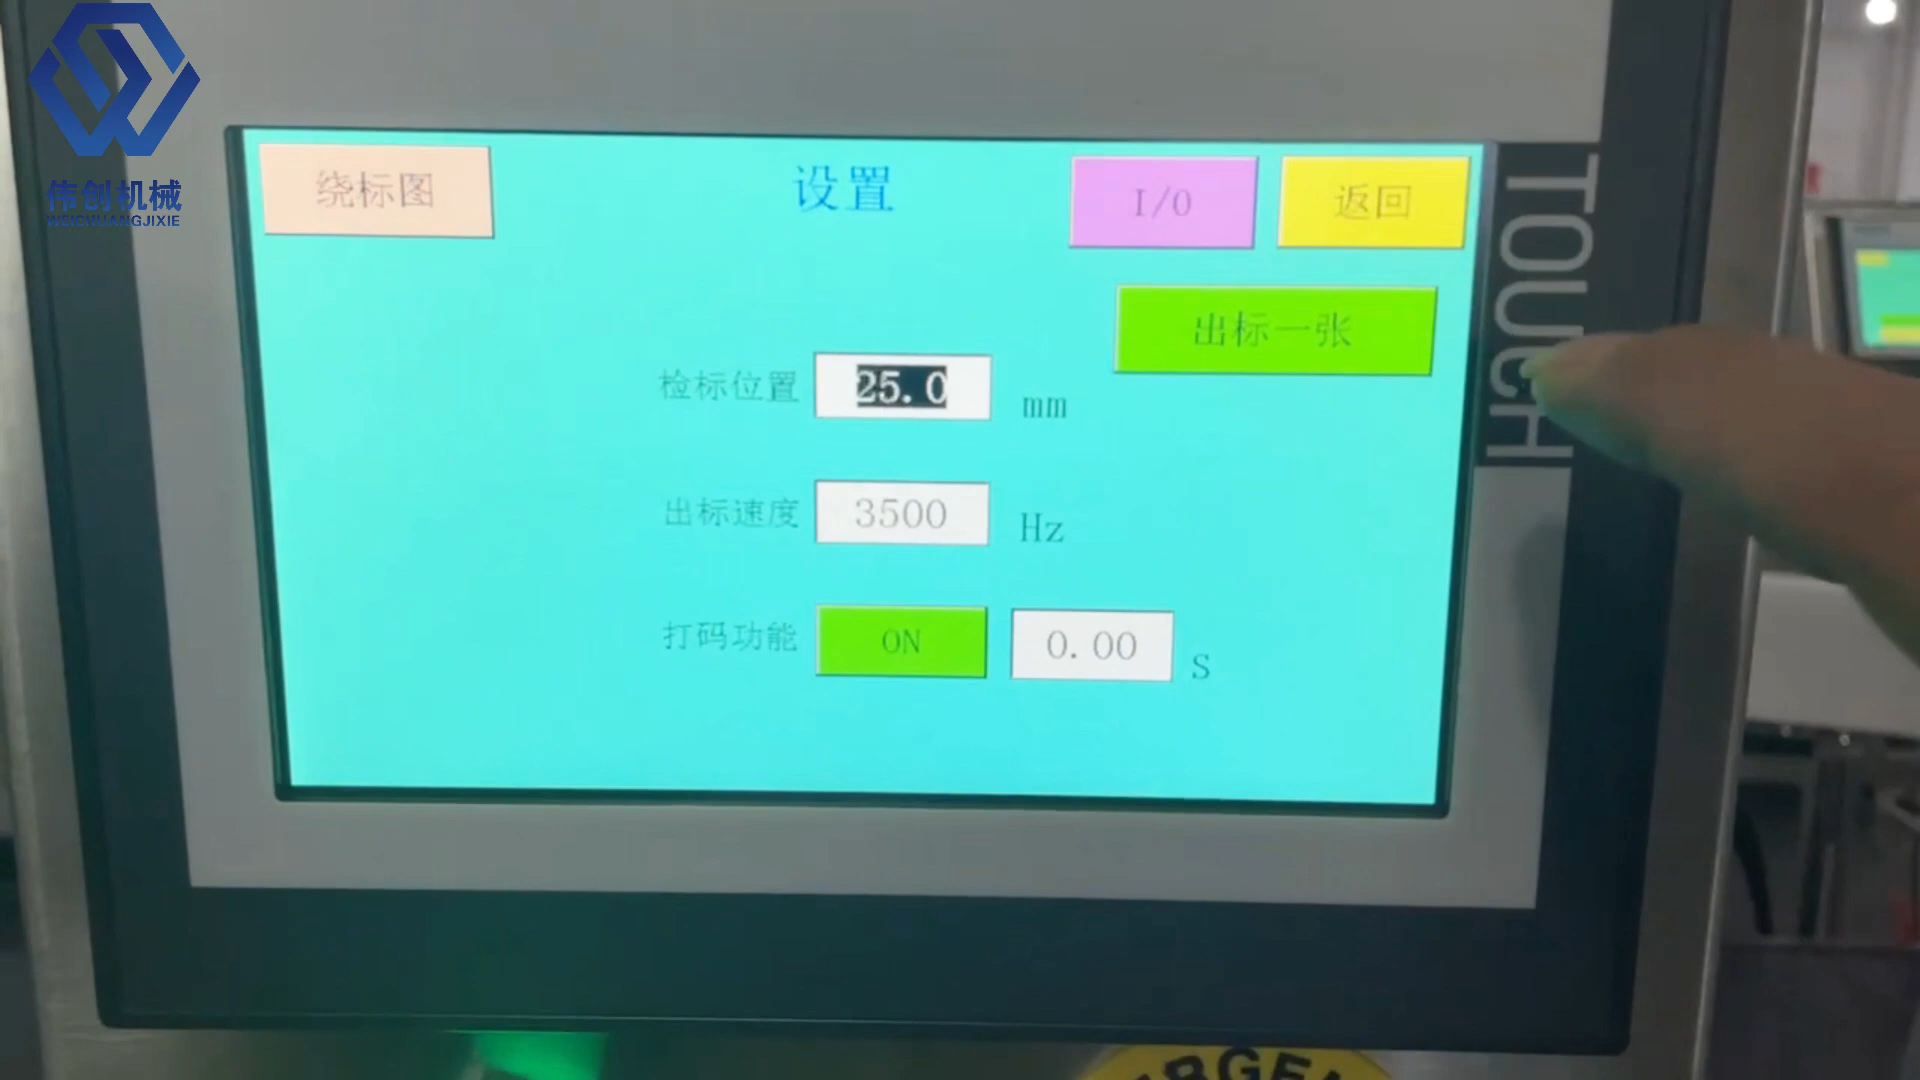 伟创机械
WEICHUANGJIXIE
绕标图
设置
I/O
返回
出标一张
检标位置 25.0 mm
出标速度 3500 Hz
打码功能 ON 0.00 S
TOUCH